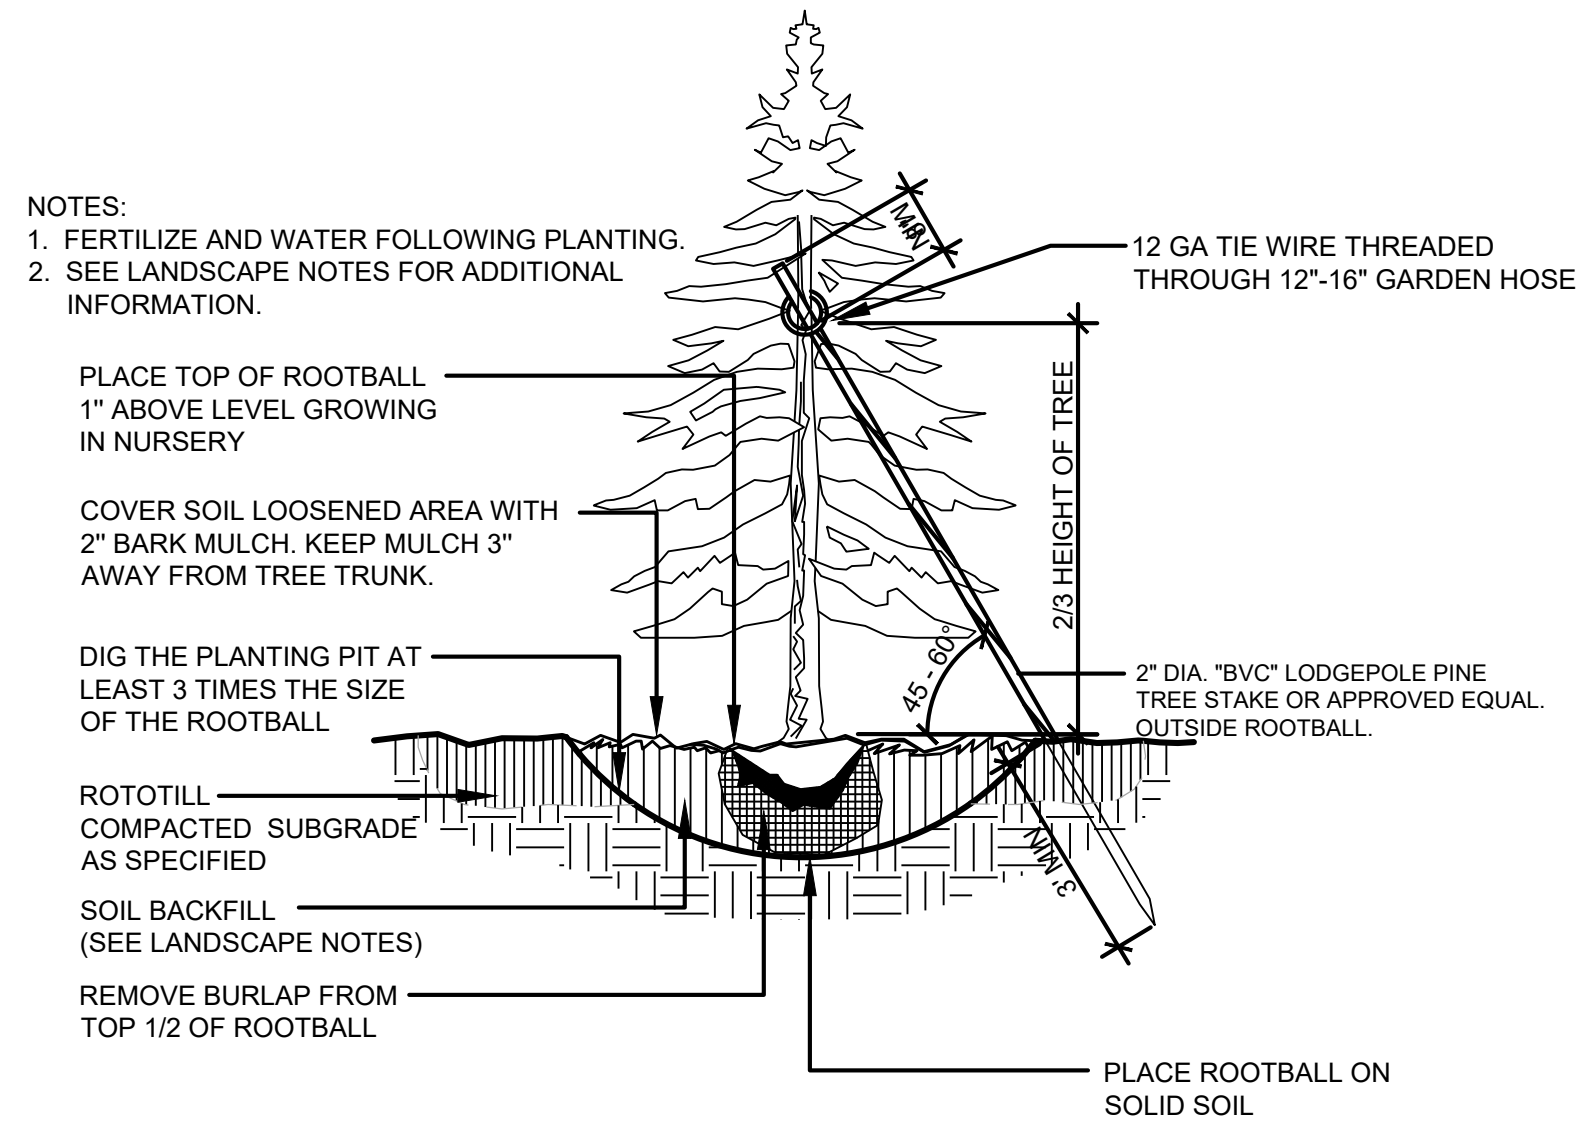 NOTES:
1. FERTILIZE AND WATER FOLLOWING PLANTING.
2. SEE LANDSCAPE NOTES FOR ADDITIONAL
INFORMATION.
PLACE TOP OF ROOTBALL
1" ABOVE LEVEL GROWING
IN NURSERY
COVER SOIL LOOSENED AREA WITH
2" BARK MULCH. KEEP MULCH 3"
AWAY FROM TREE TRUNK.
DIG THE PLANTING PIT AT
LEAST 3 TIMES THE SIZE
OF THE ROOTBALL
ROTOTILL
COMPACTED SUBGRADE
AS SPECIFIED
SOIL BACKFILL
(SEE LANDSCAPE NOTES)
REMOVE BURLAP FROM
TOP 1/2 OF ROOTBALL
MIN
12 GA TIE WIRE THREADED
THROUGH 12"-16" GARDEN HOSE
2/3 HEIGHT OF TREE
45 - 60°
2" DIA. "BVC" LODGEPOLE PINE
TREE STAKE OR APPROVED EQUAL.
OUTSIDE ROOTBALL.
3' MIN
PLACE ROOTBALL ON
SOLID SOIL